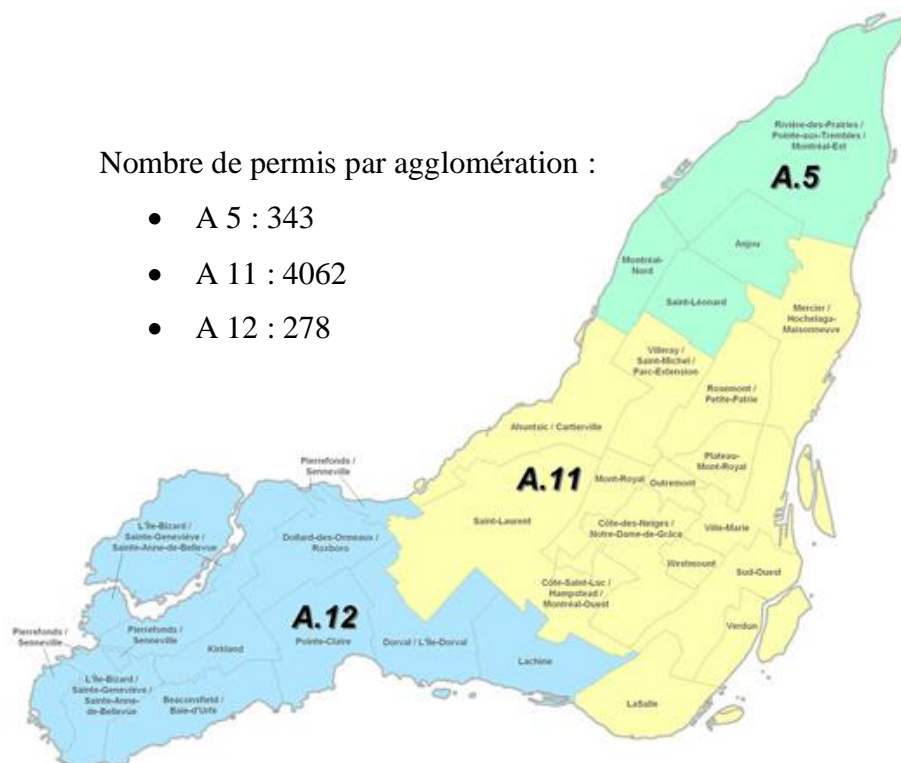 Nombre de permis par agglomération :
• A 5 : 343
• A 11 : 4062
• A 12 : 278
Rivière-des-Prairies /
Pointe-aux-Trembles /
Montréal-Est
A.5
Anjou
Montréal-
Nord
Saint-Léonard
Mercier /
Hochelaga-
Maisonneuve
Villeray /
Saint-Michel /
Parc-Extension
Rosemont /
Petite-Patrie
Ahuntsic / Cartierville
Plateau-
Mont-Royal
Pierrefonds /
Senneville
A.11
Mont-Royal
Outremont
Saint-Laurent
Côte-des-Neiges /
Notre-Dame-de-Grâce
Ville-Marie
L'Île-Bizard /
Sainte-Geneviève /
Sainte-Anne-de-Bellevue
Dollard-des-Ormeaux /
Roxboro
Westmount
Sud-Ouest
Côte-Saint-Luc /
Hampstead /
Montréal-Ouest
A.12
Pointe-Claire
Dorval / L'Île-Dorval
Verdun
Pierrefonds /
Senneville
Pierrefonds /
Senneville
Kirkland
Lachine
L'Île-Bizard /
Sainte-Geneviève /
Sainte-Anne-
de-Bellevue
Beaconsfield /
Baie-d'Urfé
LaSalle